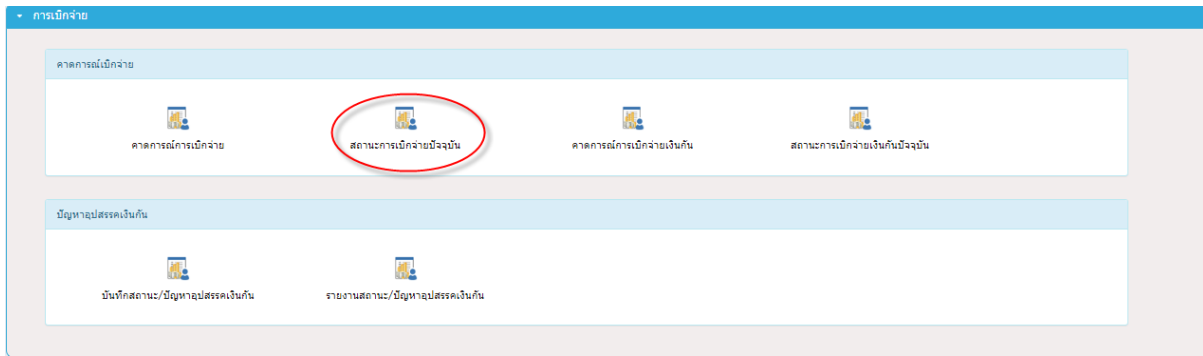 การเบิกจ่าย
คาดการณ์เบิกจ่าย
คาดการณ์การเบิกจ่าย สถานะการเบิกจ่ายปัจจุบัน คาดการณ์การเบิกจ่ายเงินกัน สถานะการเบิกจ่ายเงินกันปัจจุบัน
ปัญหาอุปสรรคเงินกัน
บันทึกสถานะ/ปัญหาอุปสรรคเงินกัน รายงานสถานะ/ปัญหาอุปสรรคเงินกัน